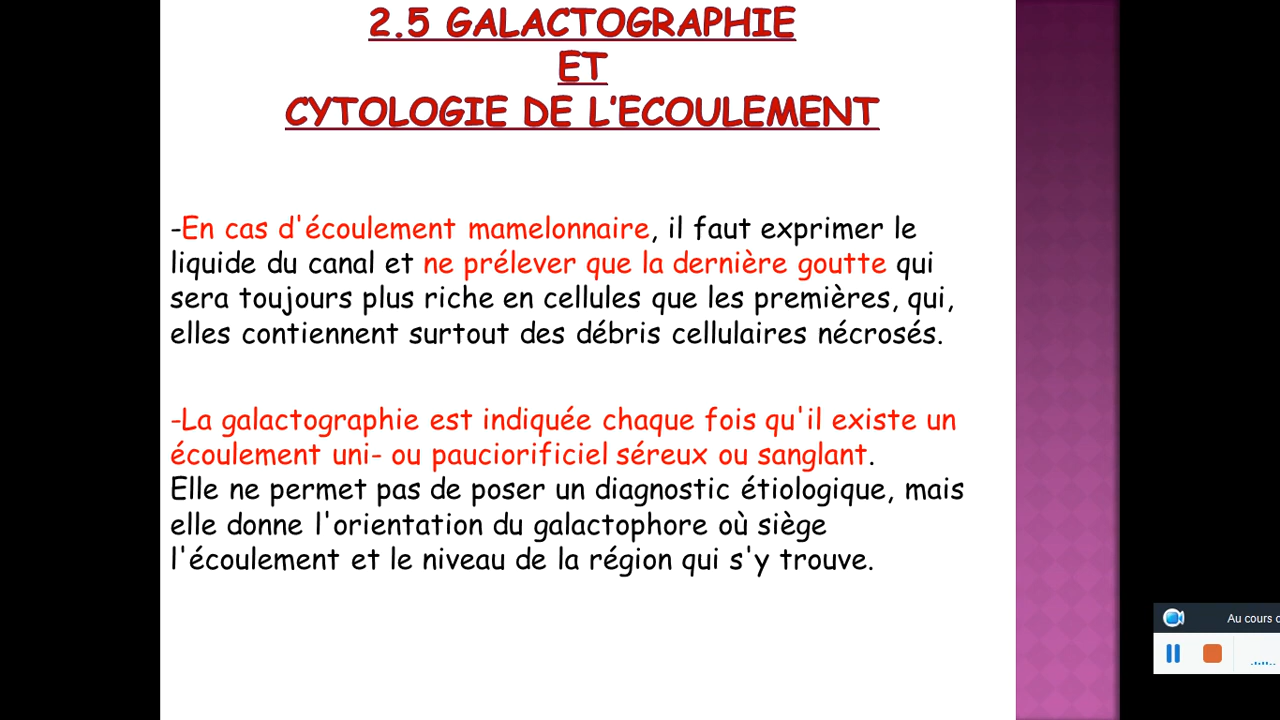 2.5 GALACTOGRAPHIE
ET
CYTOLOGIE DE L'ECOULEMENT
-En cas d'écoulement mamelonnaire, il faut exprimer le
liquide du canal et ne prélever que la dernière goutte qui
sera toujours plus riche en cellules que les premières, qui,
elles contiennent surtout des débris cellulaires nécrosés.
-La galactographie est indiquée chaque fois qu'il existe un
écoulement uni- ou pauciorificiel séreux ou sanglant.
Elle ne permet pas de poser un diagnostic étiologique, mais
elle donne l'orientation du galactophore où siège
l'écoulement et le niveau de la région qui s'y trouve.
Au cours